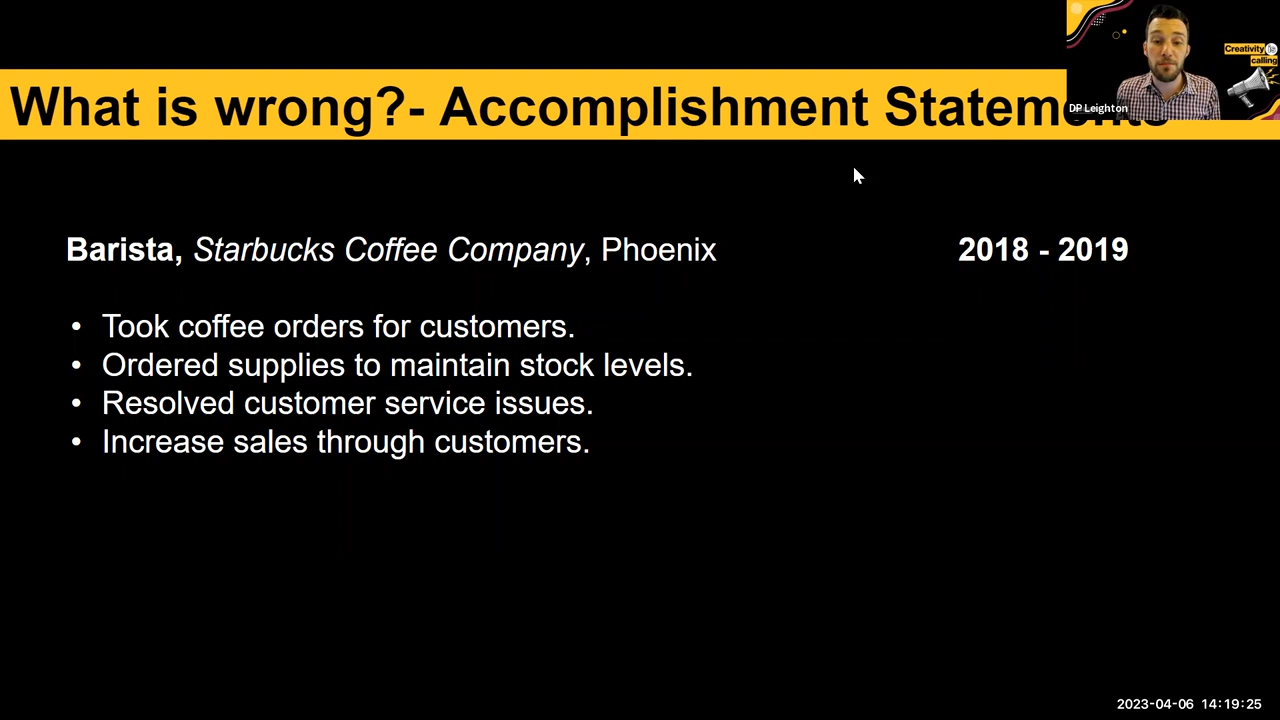 Creativity
calling
DP Leighton
What is wrong?- Accomplishment Statements
Barista, Starbucks Coffee Company, Phoenix 2018 - 2019
• Took coffee orders for customers.
• Ordered supplies to maintain stock levels.
• Resolved customer service issues.
• Increase sales through customers.
2023-04-06 14:19:25